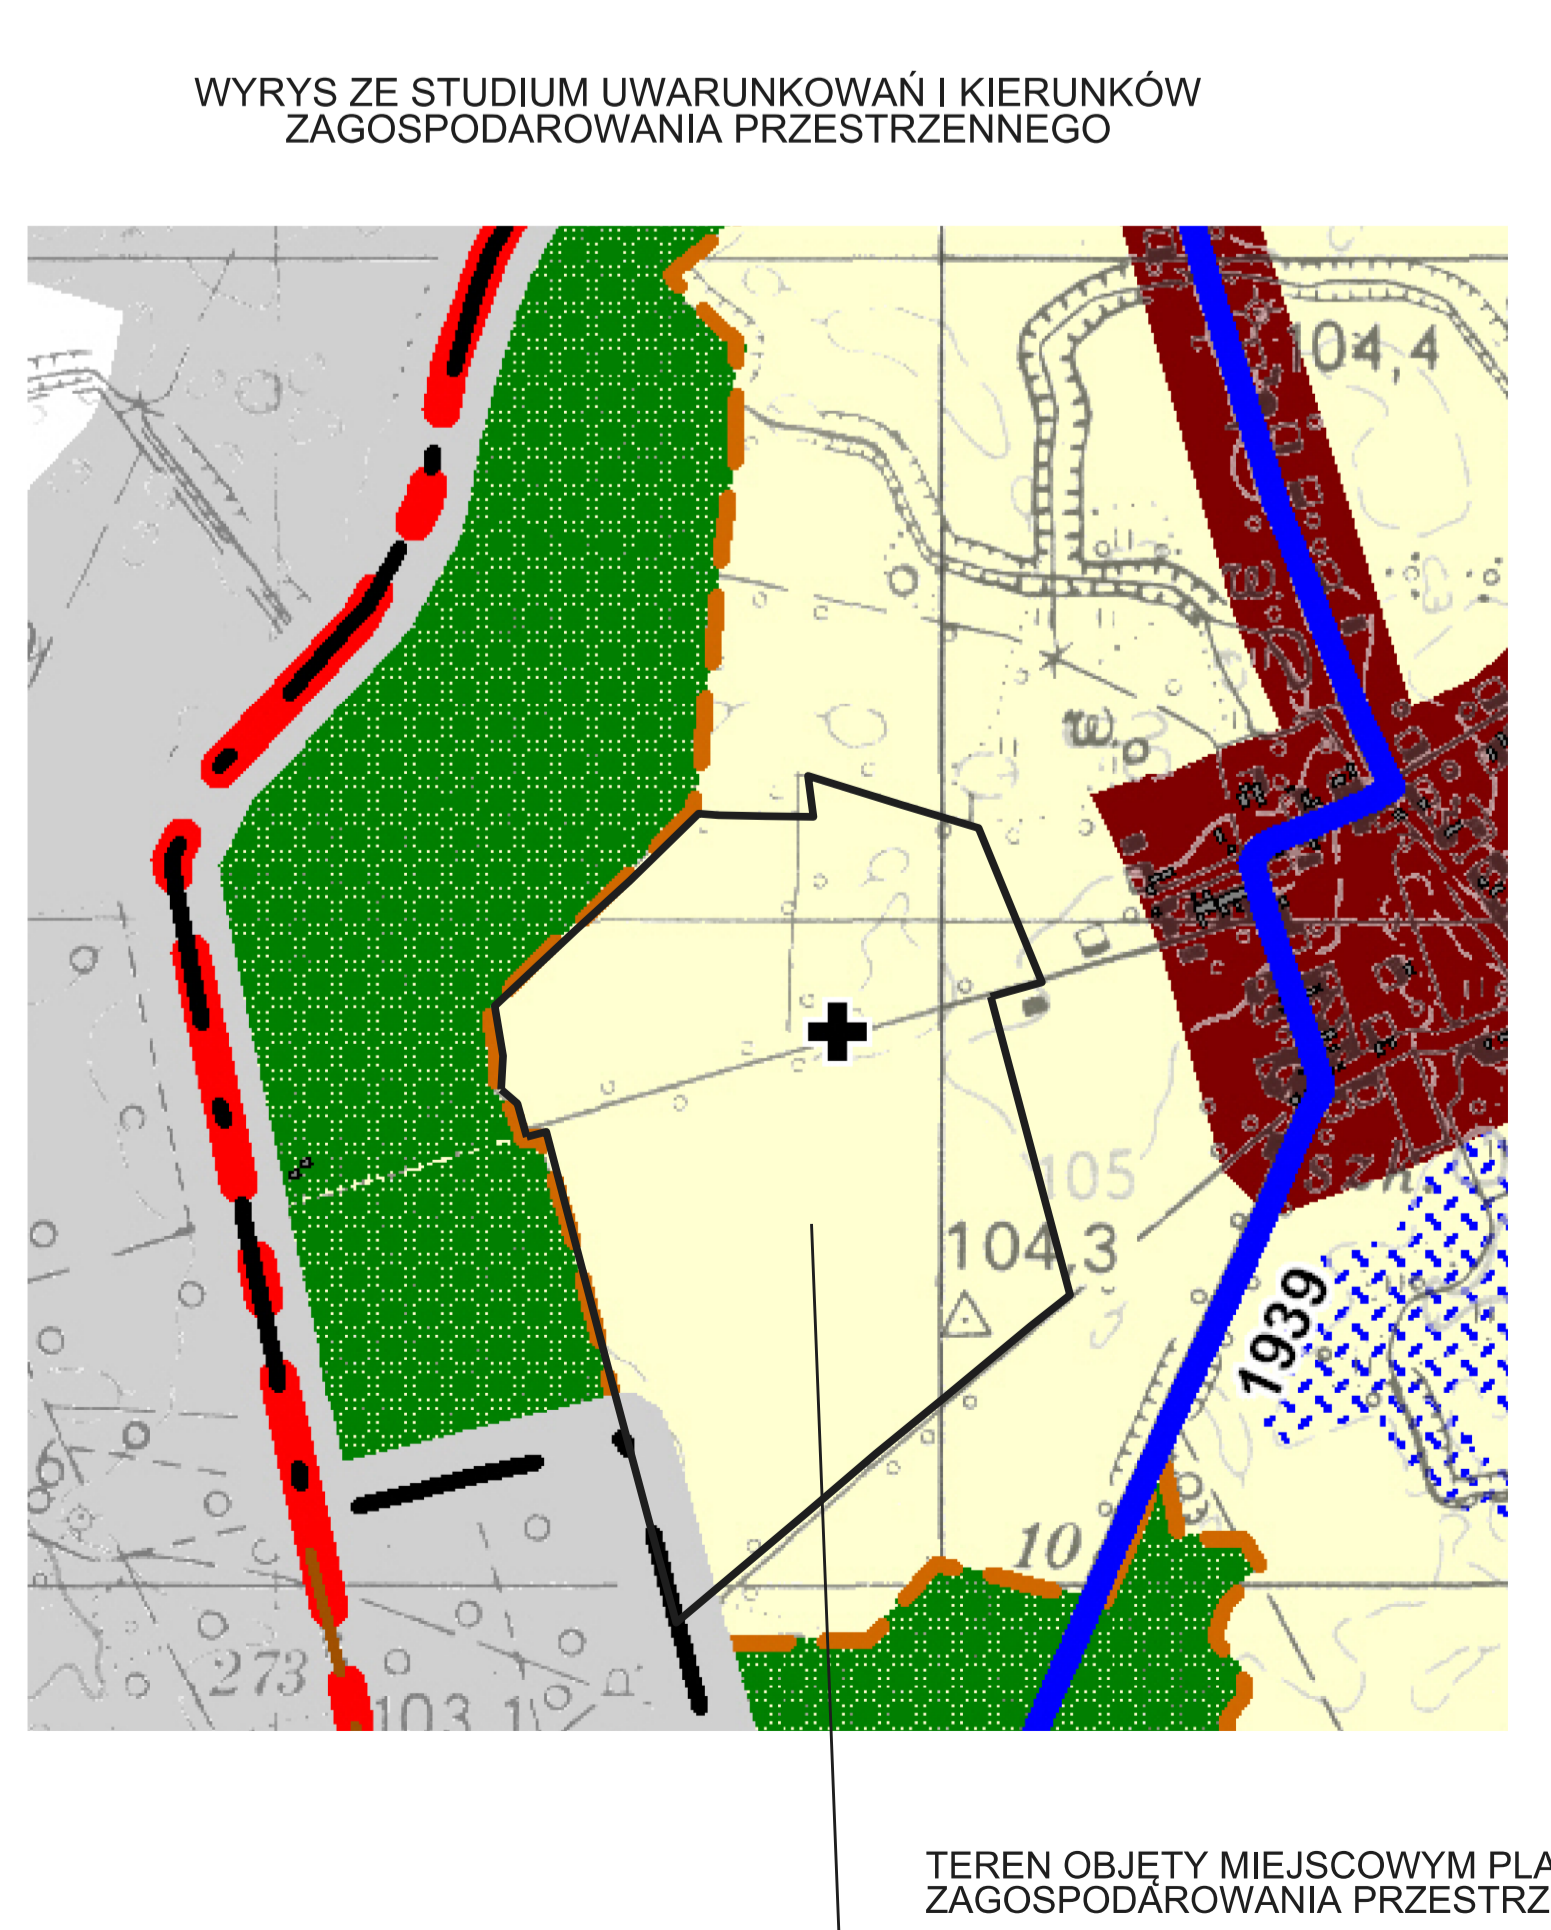 WYRYS ZE STUDIUM UWARUNKOWAŃ I KIERUNKÓW
ZAGOSPODAROWANIA PRZESTRZENNEGO
104,4
105
104,3
1939
10
273
103,1
TEREN OBJĘTY MIEJSCOWYM PLA
ZAGOSPODAROWANIA PRZESTRZ